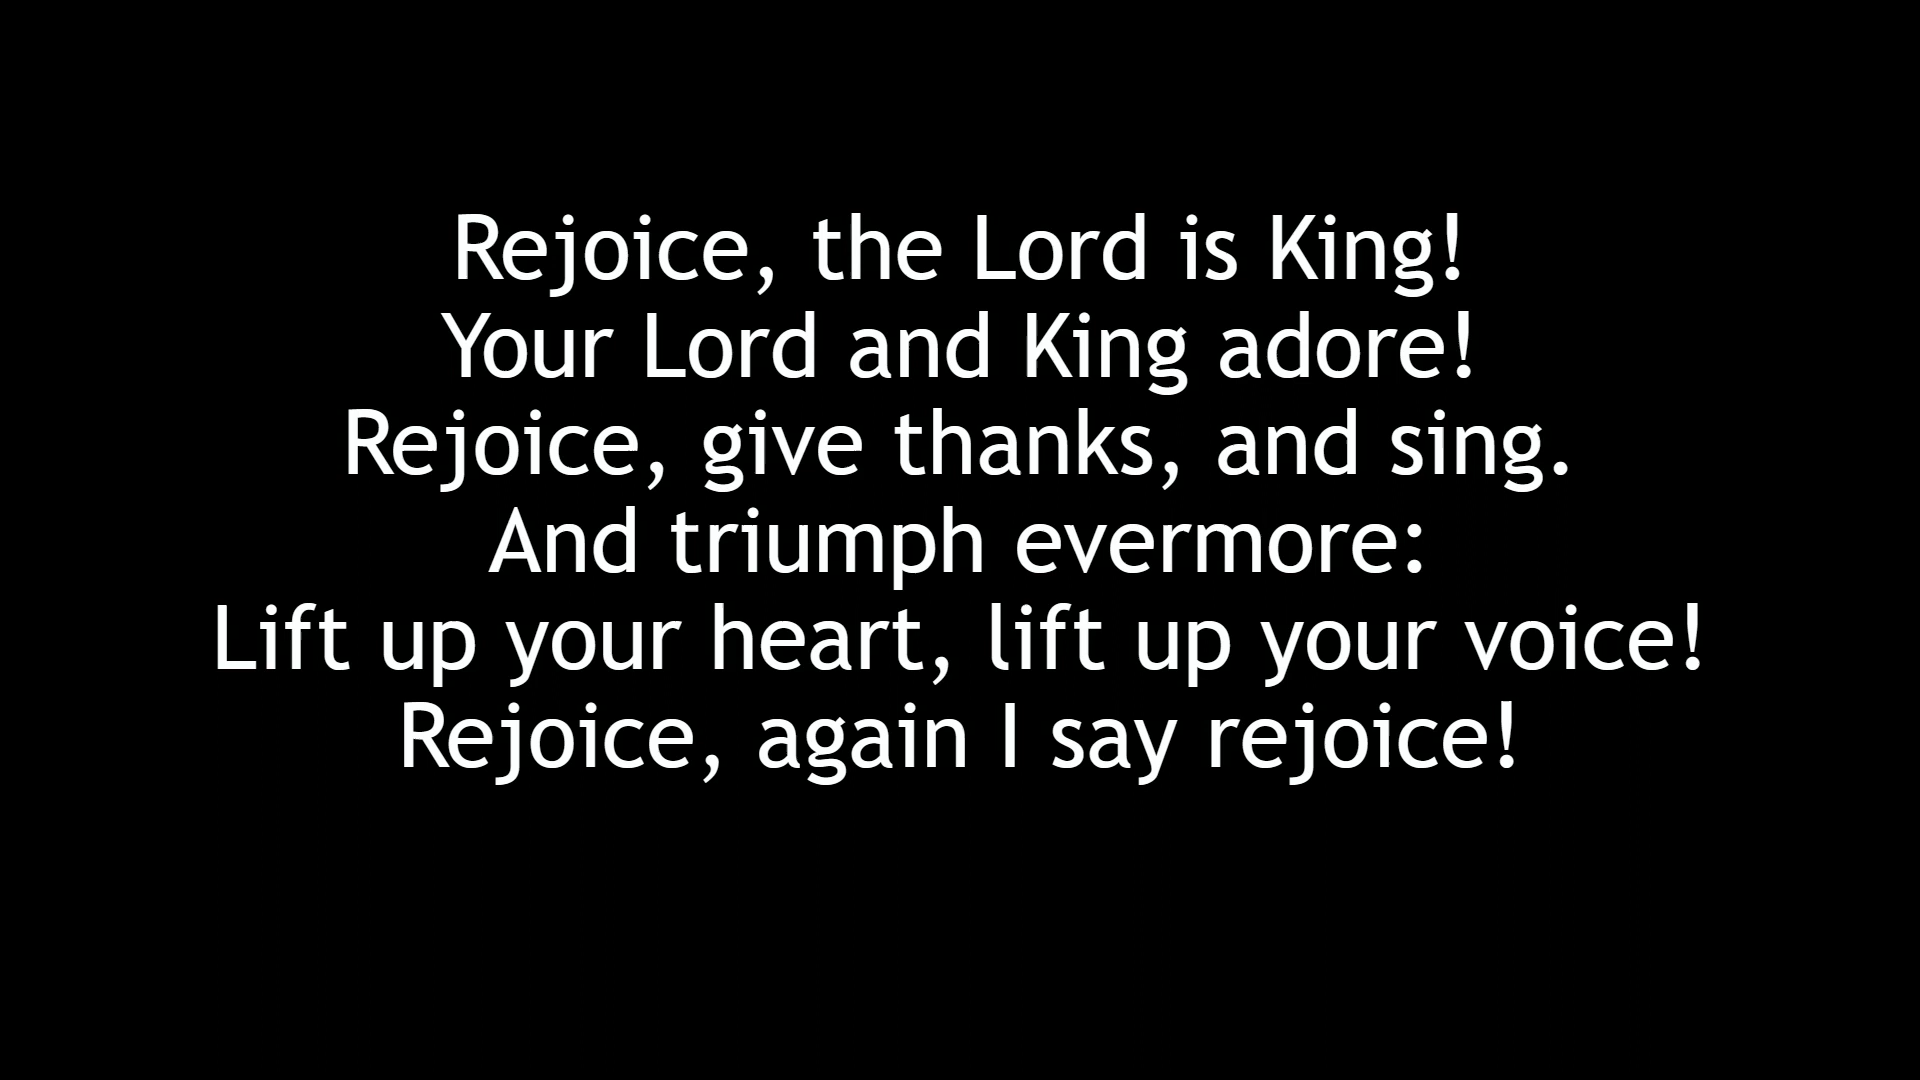 Rejoice, the Lord is King!
Your Lord and King adore!
Rejoice, give thanks, and sing.
And triumph evermore:
Lift up your heart, lift up your voice!
Rejoice, again I say rejoice!